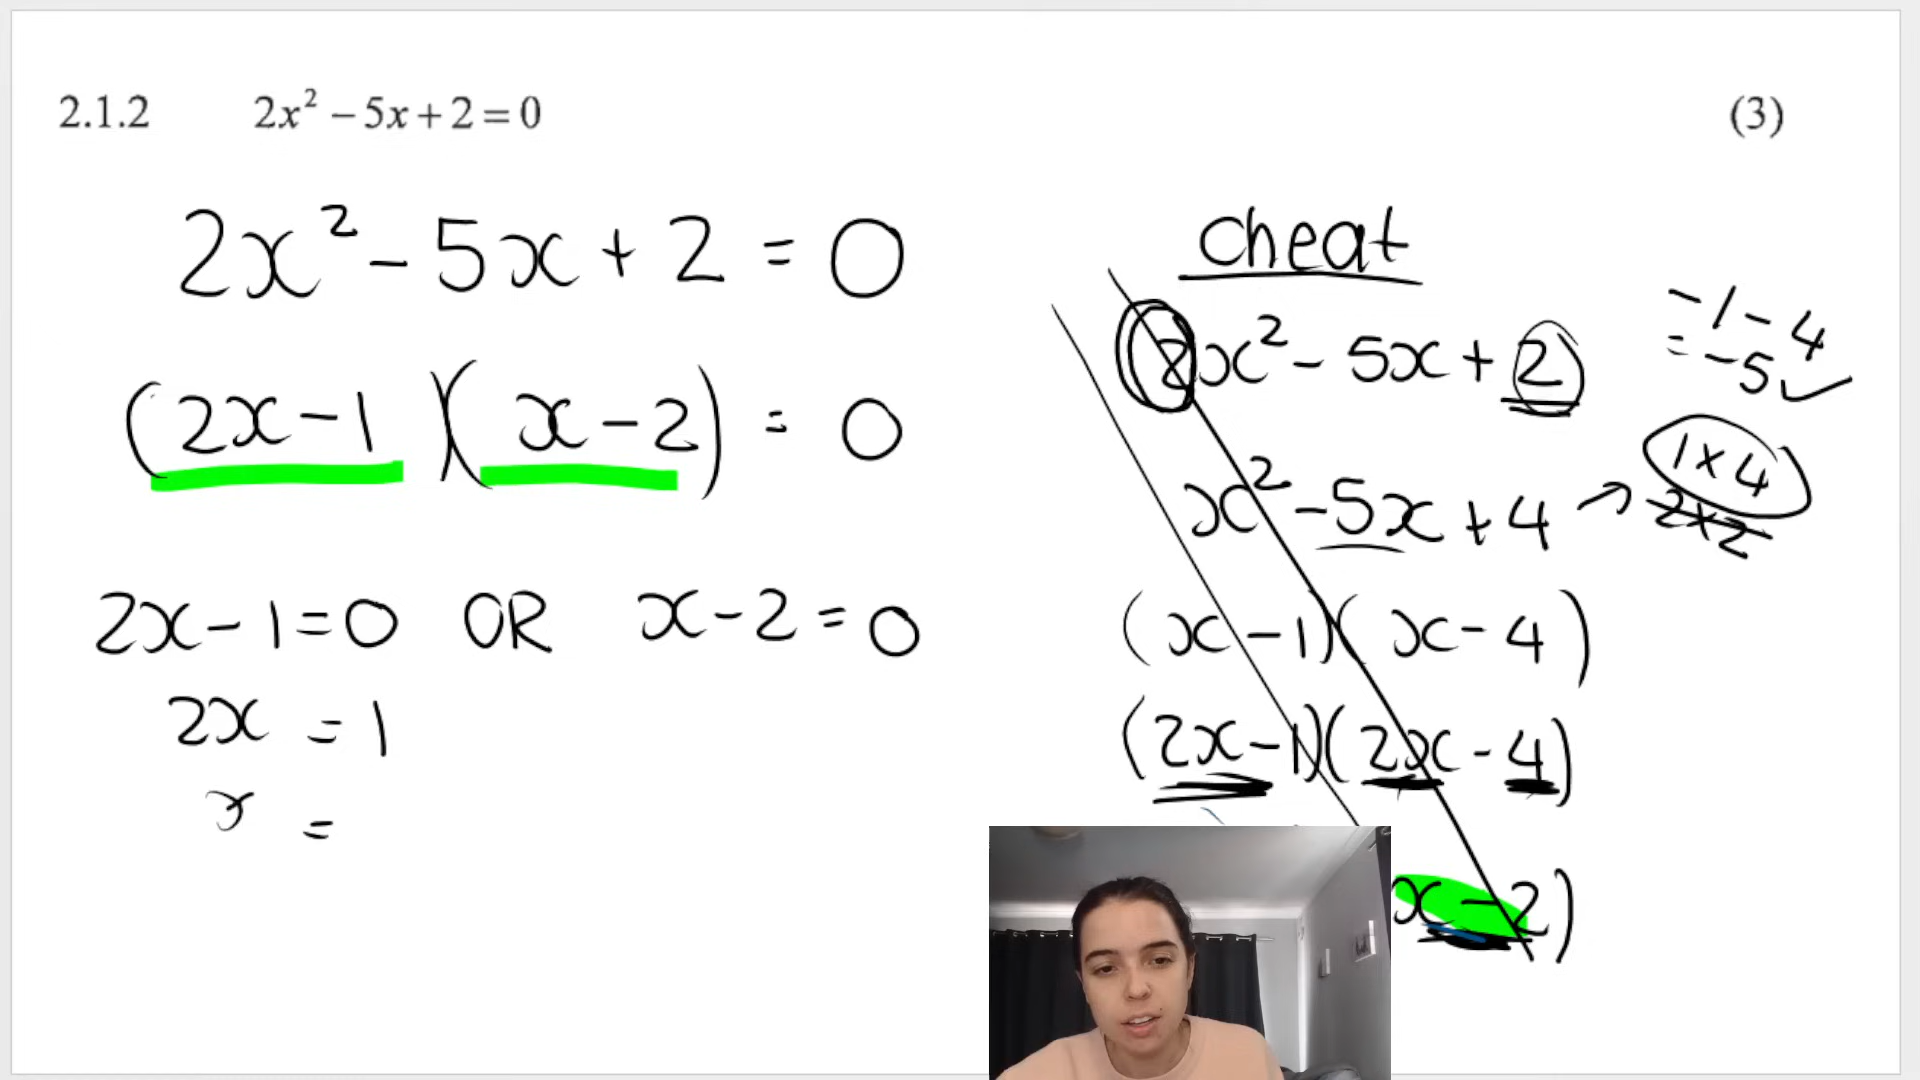 2.1.2 2x² − 5x + 2 = 0 (3)
2x² − 5x + 2 = 0
(2x − 1)(x − 2) = 0
2x − 1 = 0 OR x − 2 = 0
2x = 1
x =
cheat
2x² − 5x + 2
−1 − 4
= −5 ✓
x² − 5x + 4 → 1 × 4
2 × 2
(x − 1)(x − 4)
(2x − 1)(2x − 4)
x − 2)